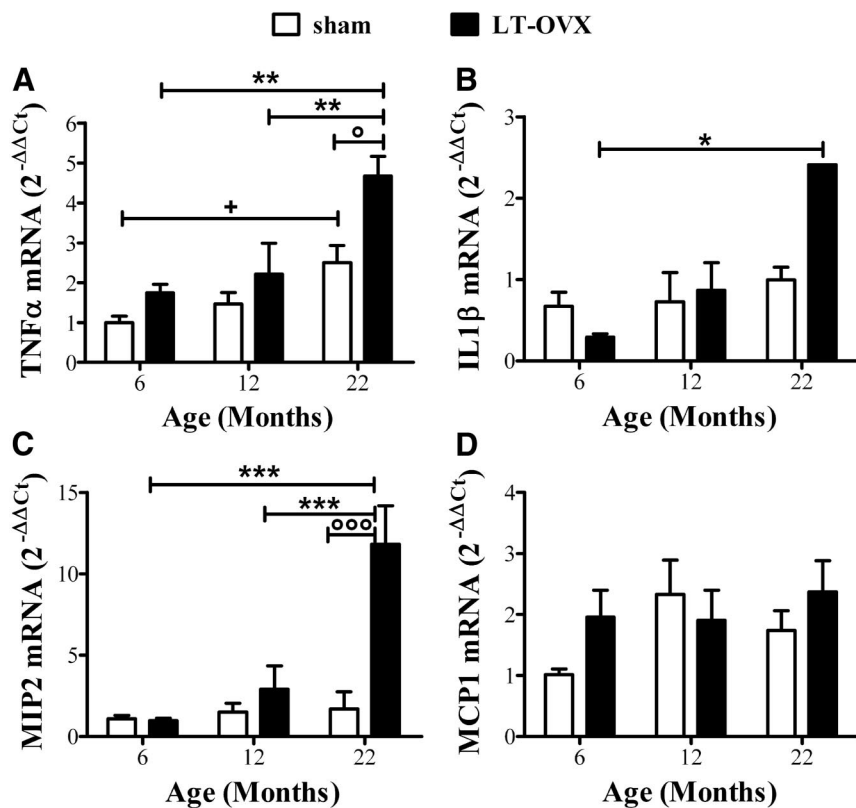 sham LT-OVX
A
TNFα mRNA (2^-ΔΔCt)
6
5
4
3
2
1
0
**
**
°
+
6 12 22
Age (Months)
B
IL1β mRNA (2^-ΔΔCt)
3
2
1
0
*
6 12 22
Age (Months)
C
MIP2 mRNA (2^-ΔΔCt)
15
10
5
0
***
***
°°°
6 12 22
Age (Months)
D
MCP1 mRNA (2^-ΔΔCt)
4
3
2
1
0
6 12 22
Age (Months)